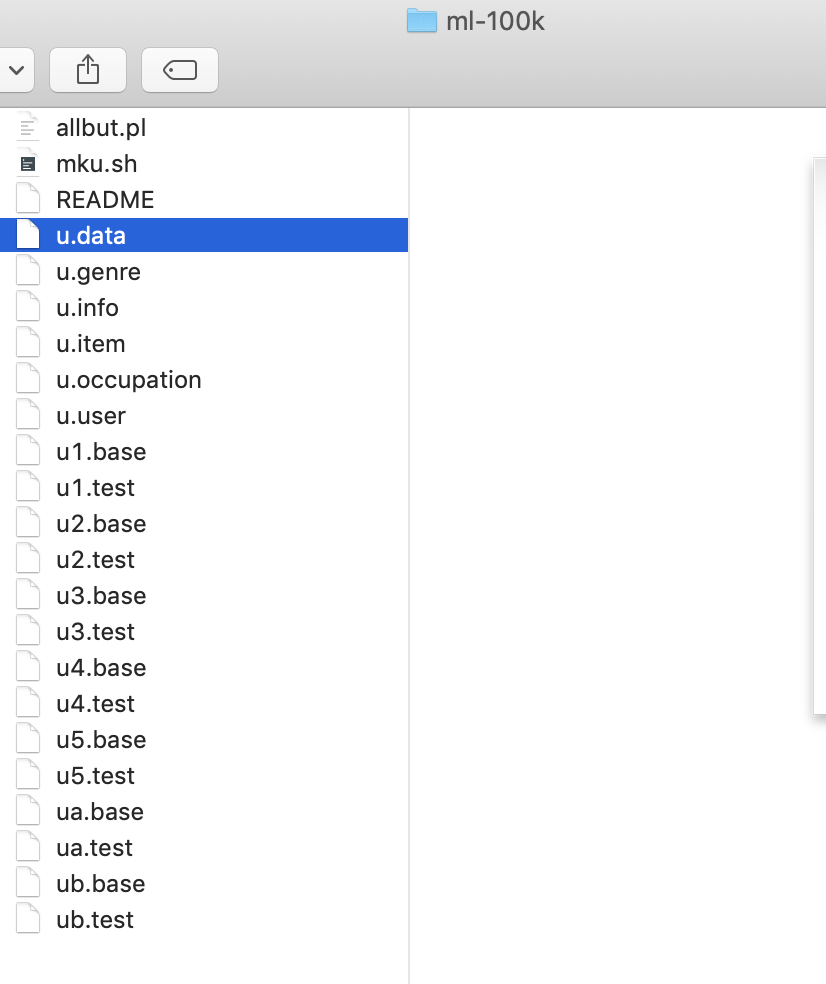 ml-100k
allbut.pl
mku.sh
README
u.data
u.genre
u.info
u.item
u.occupation
u.user
u1.base
u1.test
u2.base
u2.test
u3.base
u3.test
u4.base
u4.test
u5.base
u5.test
ua.base
ua.test
ub.base
ub.test